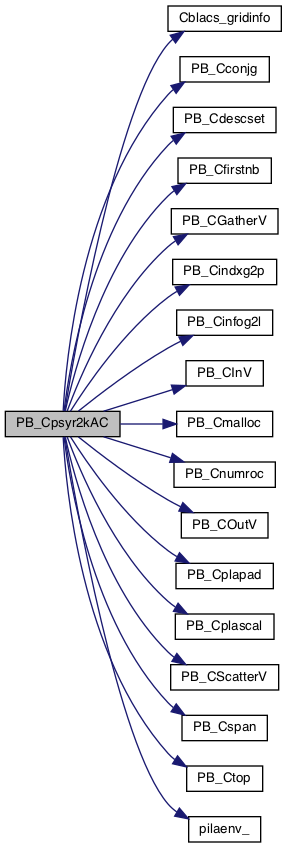 Cblacs_gridinfo
PB_Cconjg
PB_Cdescset
PB_Cfirstnb
PB_CGatherV
PB_Cindxg2p
PB_Cinfog2l
PB_CInV
PB_Cpsyr2kAC
PB_Cmalloc
PB_Cnumroc
PB_COutV
PB_Cplapad
PB_Cplascal
PB_CScatterV
PB_Cspan
PB_Ctop
pilaenv_